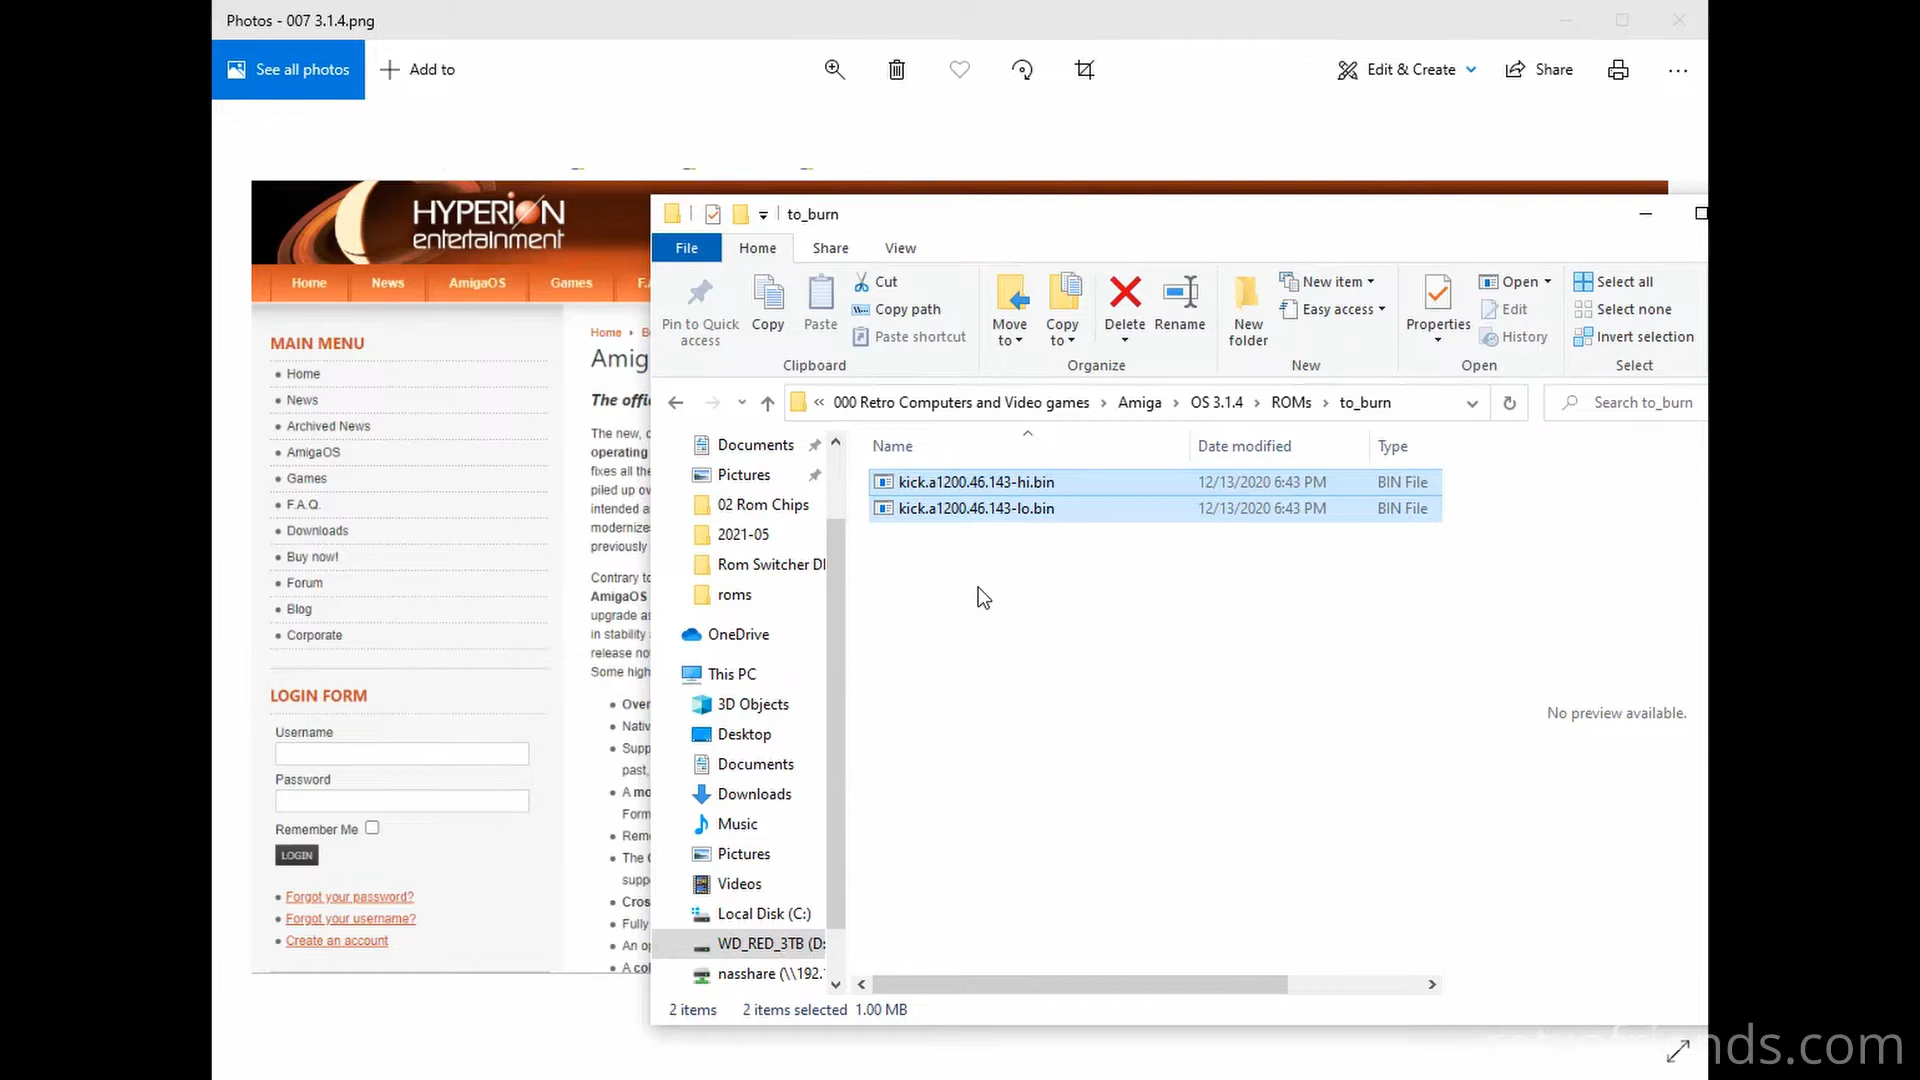 Photos - 007 3.1.4.png
See all photos
Add to
Edit & Create
Share
HYPERION
entertainment
Home
News
AmigaOS
Games
F.A
MAIN MENU
Home
News
Archived News
AmigaOS
Games
F.A.Q.
Downloads
Buy now!
Forum
Blog
Corporate
LOGIN FORM
Username
Password
Remember Me
LOGIN
Forgot your password?
Forgot your username?
Create an account
Home
Amig
The offi
The new,
operating
fixes all the
piled up ov
intended a
modernize
previously
Contrary to
AmigaOS
upgrade as
in stability
release no
Some high
Over
Nativ
Supp
past,
A mo
Form
Rem
The
supp
Cros
Fully
An op
A col
to_burn
File
Home
Share
View
Pin to Quick
access
Copy
Paste
Cut
Copy path
Paste shortcut
Clipboard
Move
to
Copy
to
Delete
Rename
Organize
New
folder
New item
Easy access
New
Properties
Open
Edit
History
Open
Select all
Select none
Invert selection
Select
« 000 Retro Computers and Video games › Amiga › OS 3.1.4 › ROMs › to_burn
Search to_burn
Documents
Pictures
02 Rom Chips
2021-05
Rom Switcher DI
roms
OneDrive
This PC
3D Objects
Desktop
Documents
Downloads
Music
Pictures
Videos
Local Disk (C:)
WD_RED_3TB (D:
nasshare (\\192.
Name Date modified Type
kick.a1200.46.143-hi.bin 12/13/2020 6:43 PM BIN File
kick.a1200.46.143-lo.bin 12/13/2020 6:43 PM BIN File
No preview available.
2 items 2 items selected 1.00 MB
nds.com